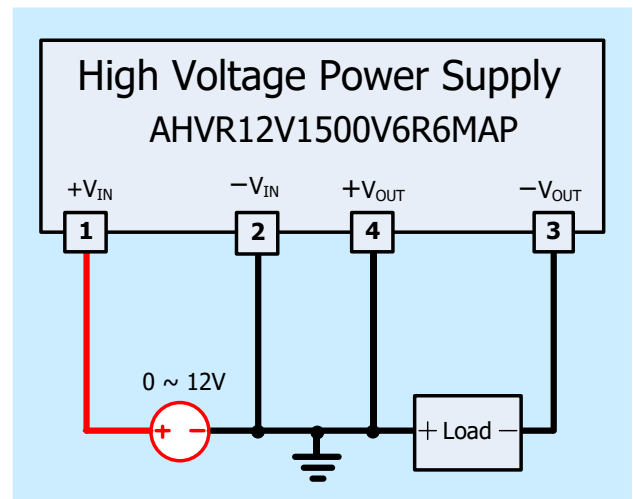 High Voltage Power Supply
AHVR12V1500V6R6MAP
+VIN −VIN +VOUT −VOUT
1 2 4 3
0 ~ 12V
+ −
+ Load −